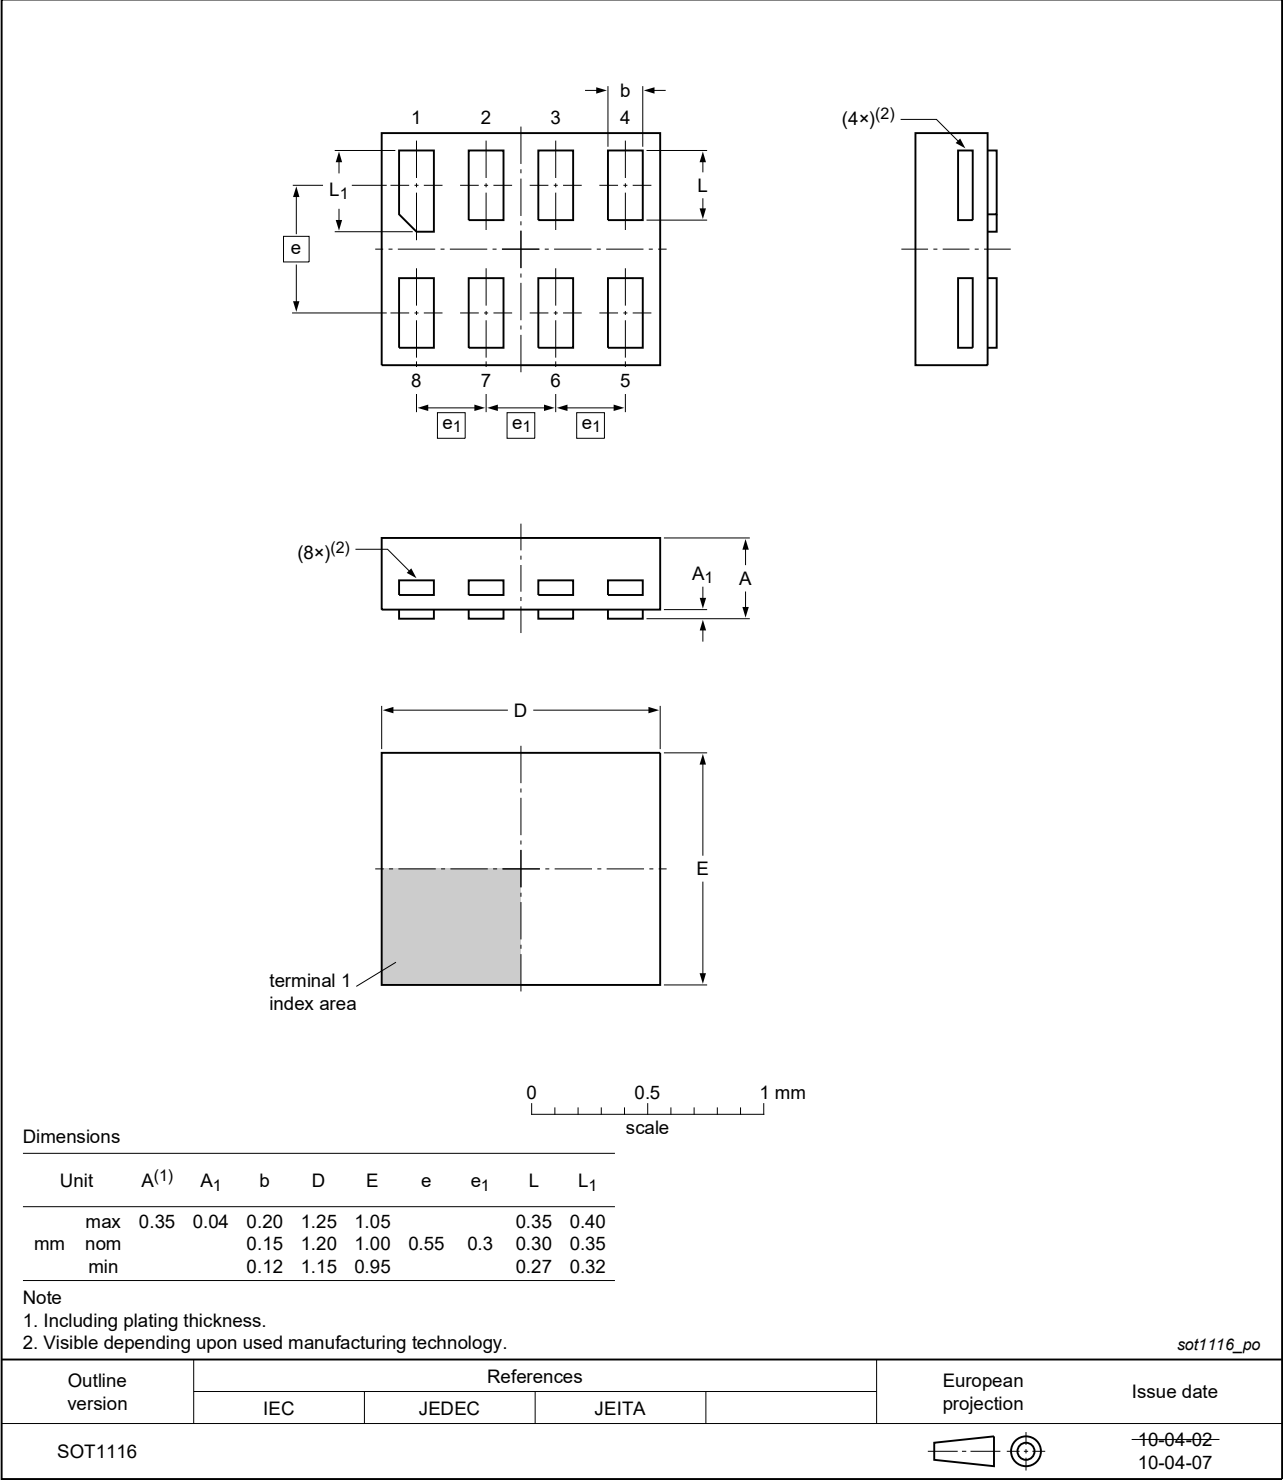 b
1 2 3 4
(4×)(2)
L1
L
e
8 7 6 5
e1 e1 e1
(8×)(2)
A1
A
D
E
terminal 1
index area
0 0.5 1 mm
scale
Dimensions
Unit A(1) A1 b D E e e1 L L1
max 0.35 0.04 0.20 1.25 1.05 0.35 0.40
mm nom 0.15 1.20 1.00 0.55 0.3 0.30 0.35
min 0.12 1.15 0.95 0.27 0.32
Note
1. Including plating thickness.
2. Visible depending upon used manufacturing technology.
sot1116_po
Outline version
References
IEC JEDEC JEITA
European projection
Issue date
SOT1116
10-04-02
10-04-07